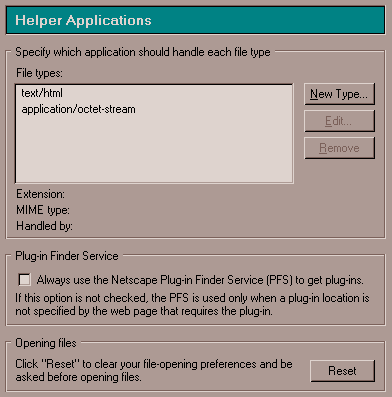 Helper Applications
Specify which application should handle each file type
File types:
text/html
application/octet-stream
New Type...
Edit...
Remove
Extension:
MIME type:
Handled by:
Plug-in Finder Service
Always use the Netscape Plug-in Finder Service (PFS) to get plug-ins.
If this option is not checked, the PFS is used only when a plug-in location is
not specified by the web page that requires the plug-in.
Opening files
Click "Reset" to clear your file-opening preferences and be
asked before opening files.
Reset